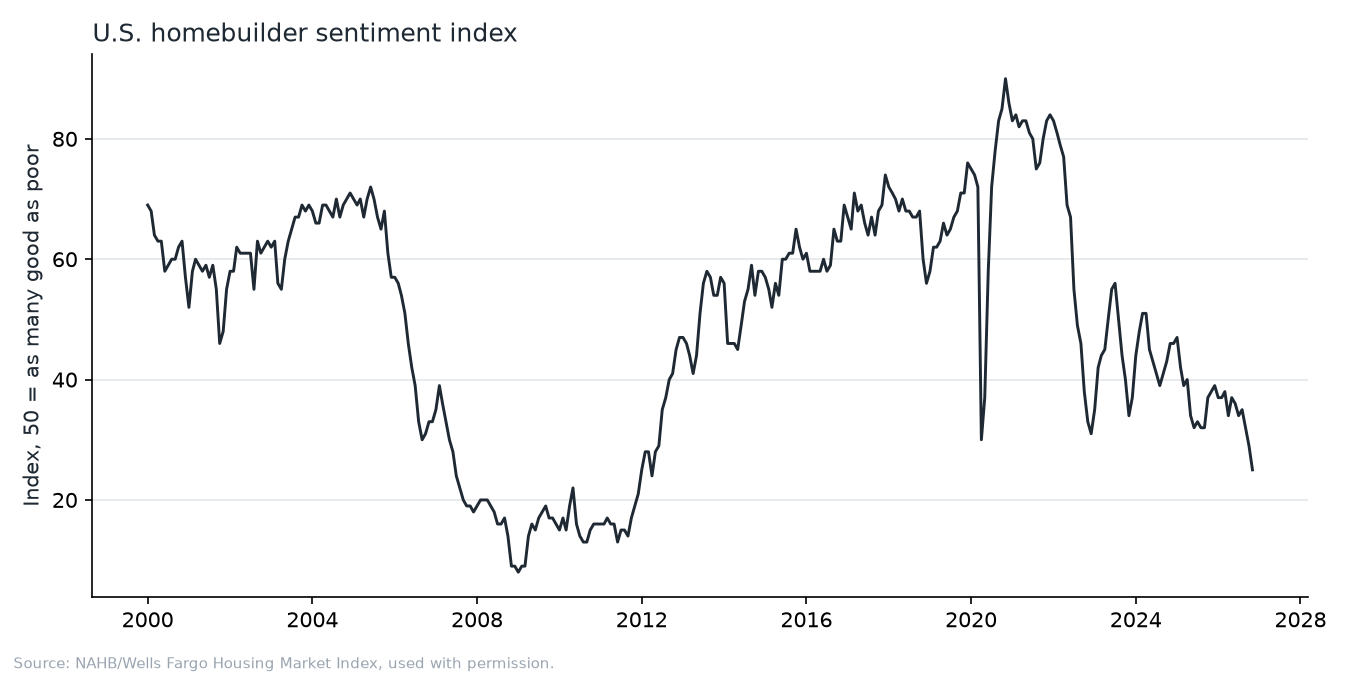 U.S. homebuilder sentiment index
Index, 50 = as many good as poor
80
60
40
20
2000 2004 2008 2012 2016 2020 2024 2028
Source: NAHB/Wells Fargo Housing Market Index, used with permission.